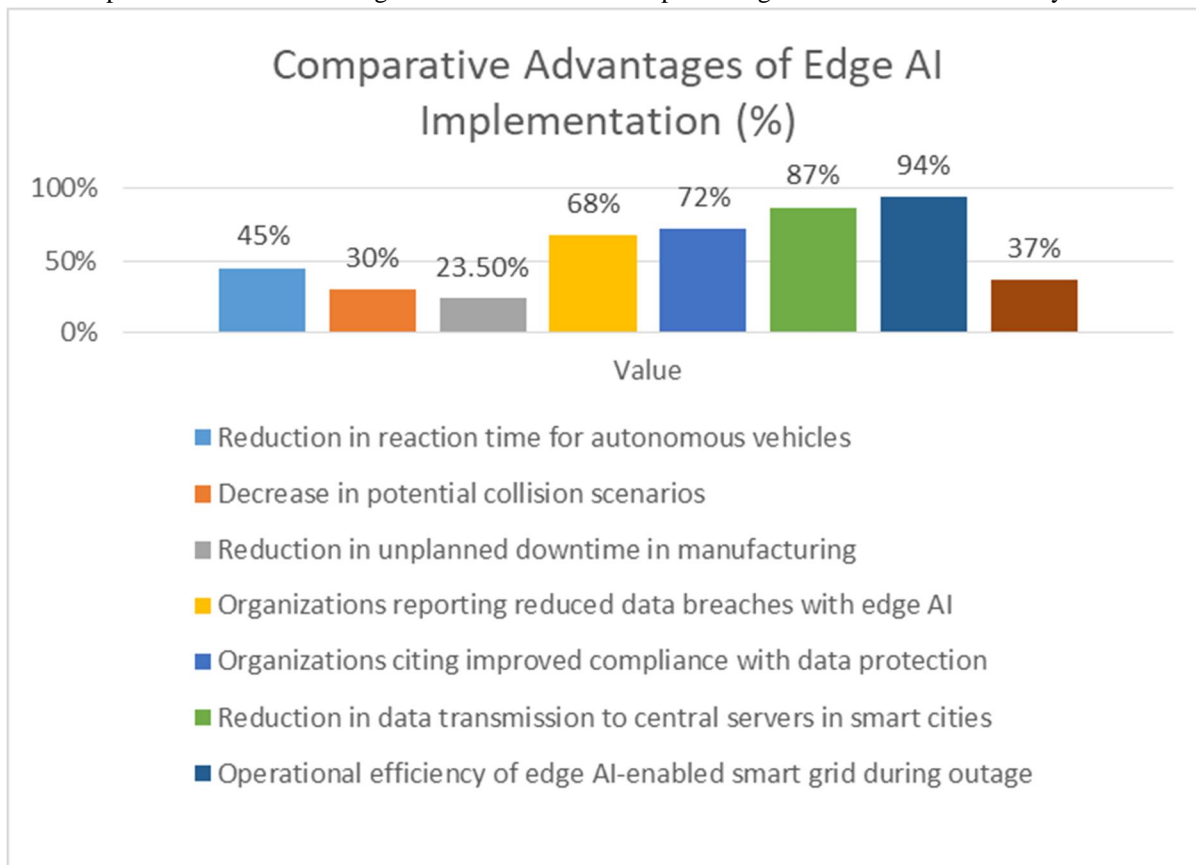 Comparative Advantages of Edge AI
Implementation (%)
100%
50%
0%
45%
30%
23.50%
68%
72%
87%
94%
37%
Value
Reduction in reaction time for autonomous vehicles
Decrease in potential collision scenarios
Reduction in unplanned downtime in manufacturing
Organizations reporting reduced data breaches with edge AI
Organizations citing improved compliance with data protection
Reduction in data transmission to central servers in smart cities
Operational efficiency of edge AI-enabled smart grid during outage